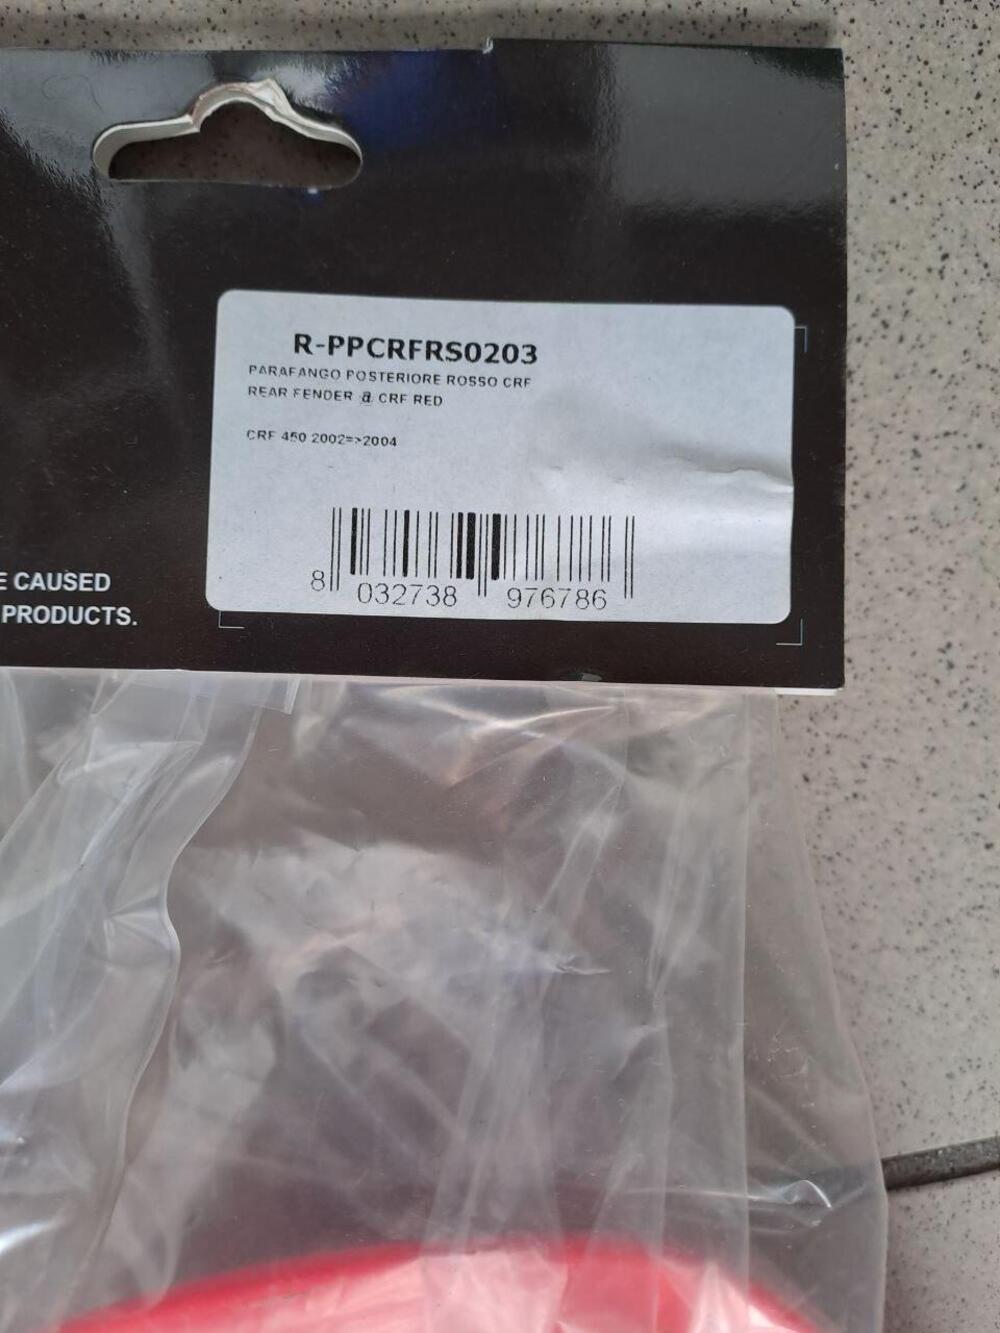 R-PPCRFRS0203
PARAFANGO POSTERIORE ROSSO CRF
REAR FENDER @ CRF RED
CRF 450 2002=>2004
8 032738 976786
E CAUSED
PRODUCTS.